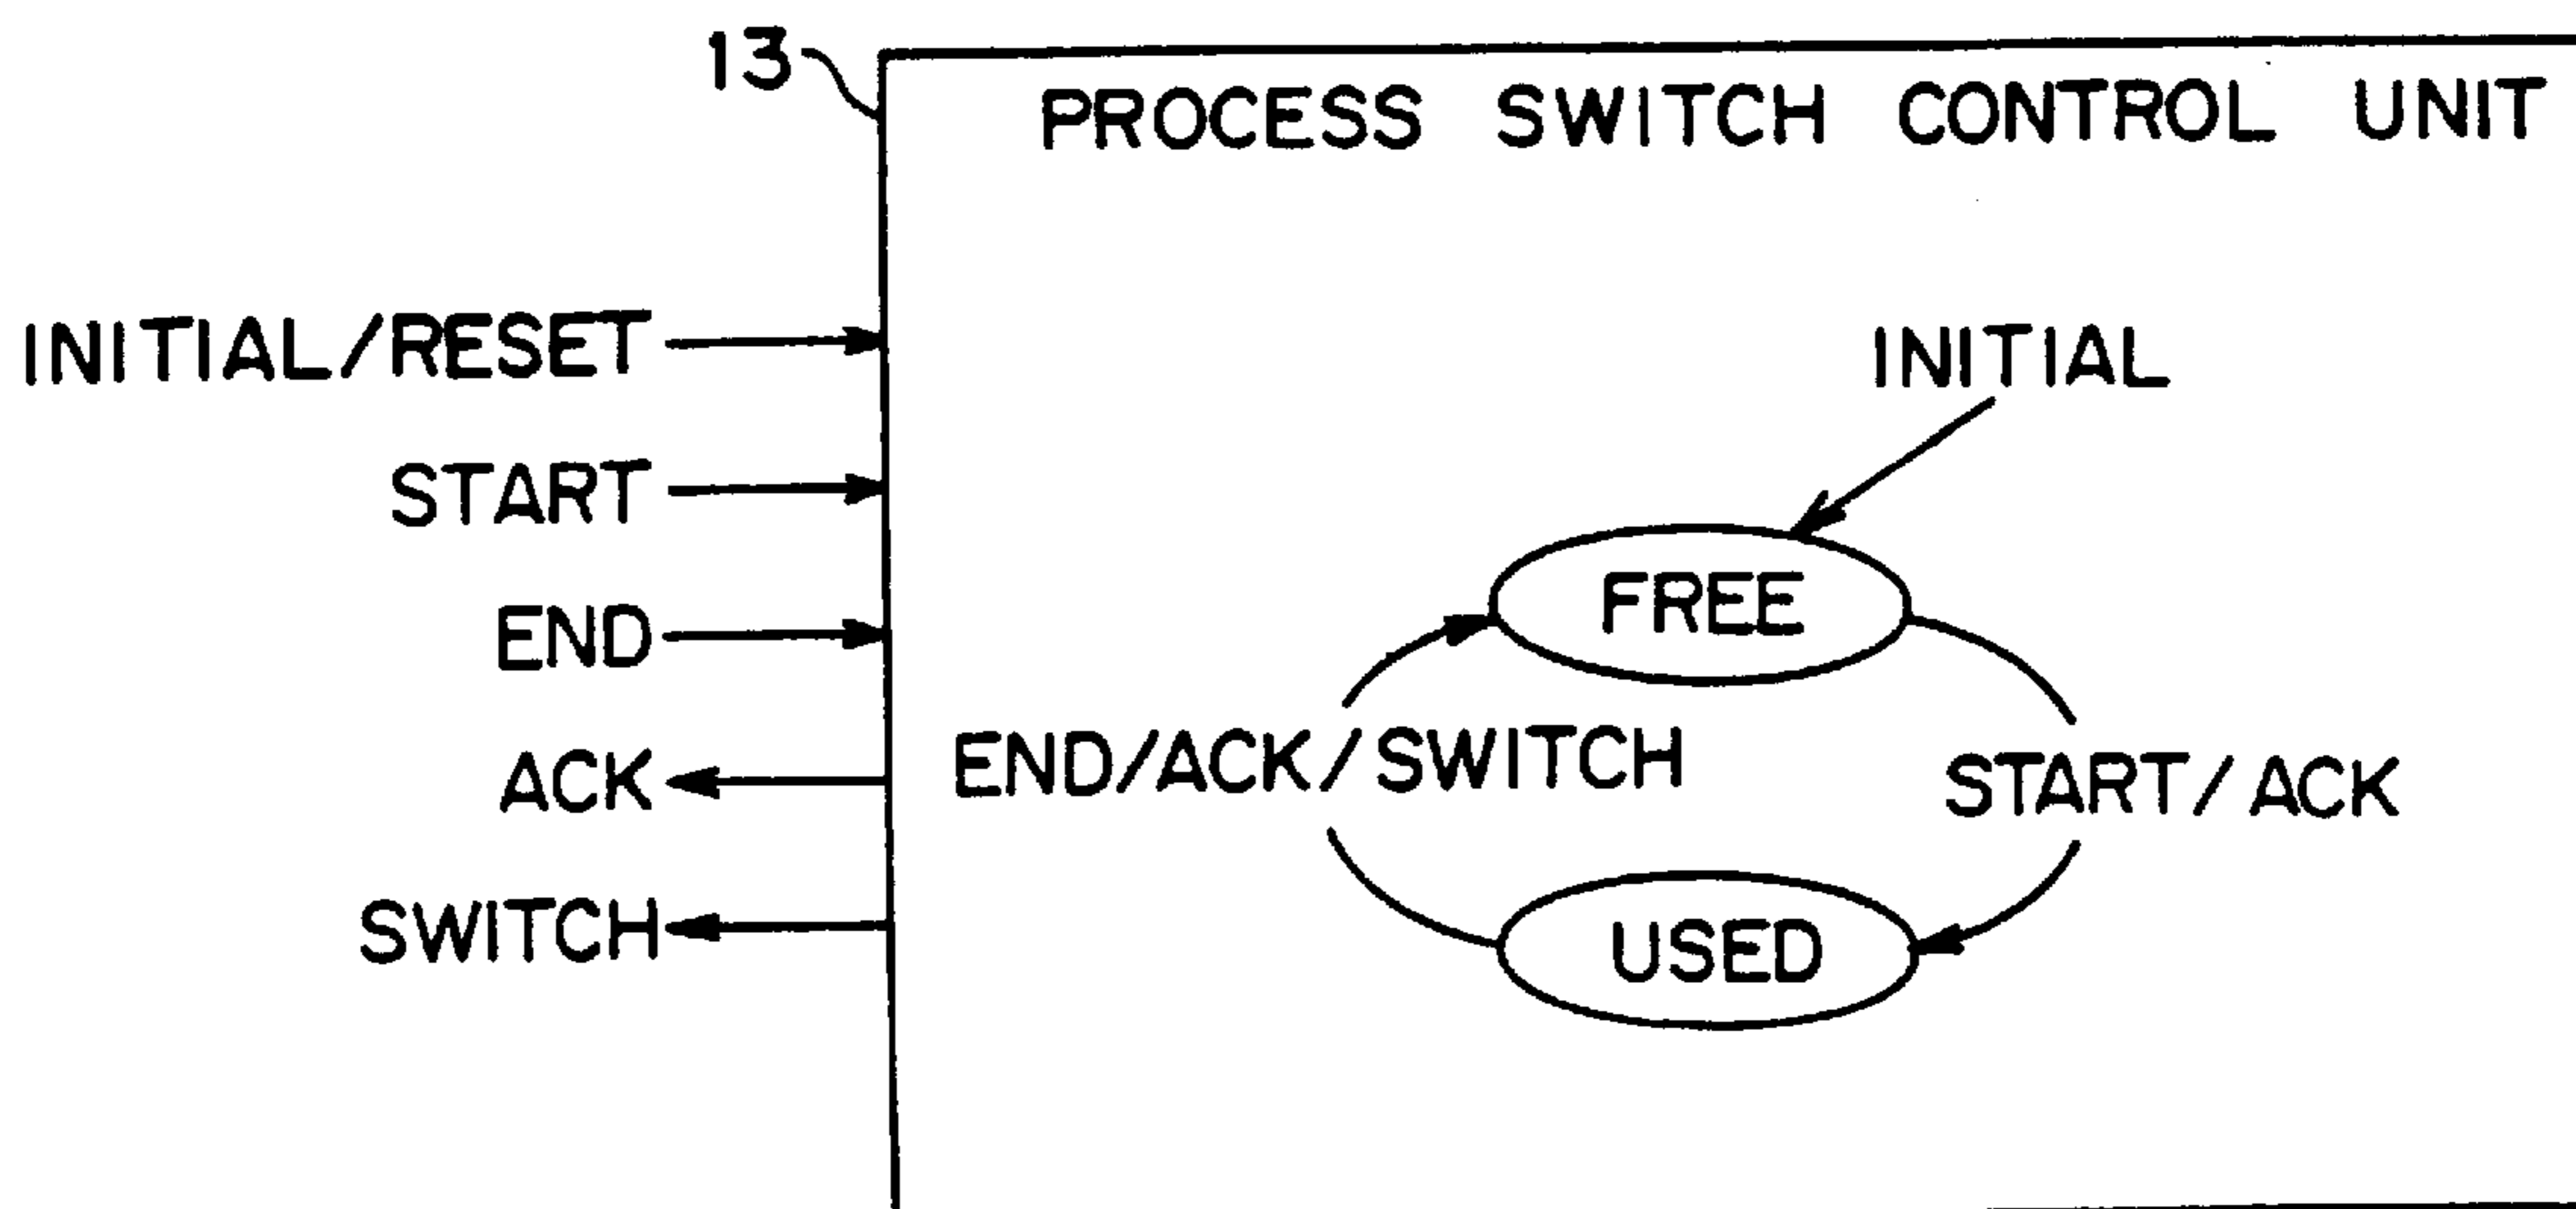 13
PROCESS SWITCH CONTROL UNIT
INITIAL/RESET
START
END
ACK
SWITCH
INITIAL
FREE
END/ACK/SWITCH
START/ACK
USED